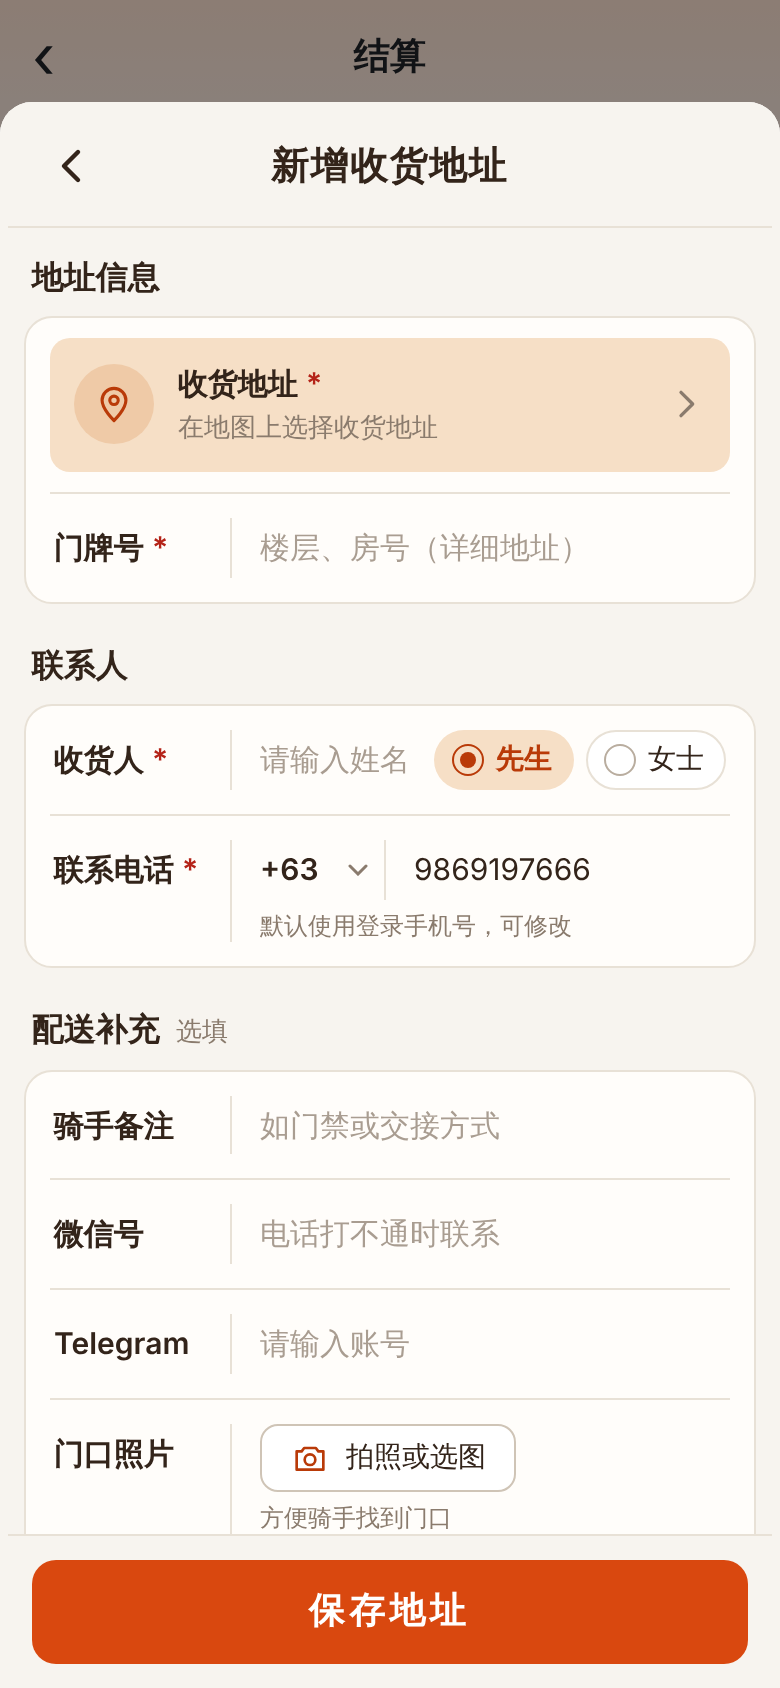 结算
新增收货地址
地址信息
收货地址 *
在地图上选择收货地址
门牌号 * 楼层、房号（详细地址）
联系人
收货人 * 请输入姓名 先生 女士
联系电话 * +63 9869197666
默认使用登录手机号，可修改
配送补充 选填
骑手备注 如门禁或交接方式
微信号 电话打不通时联系
Telegram 请输入账号
门口照片 拍照或选图
方便骑手找到门口
保存地址